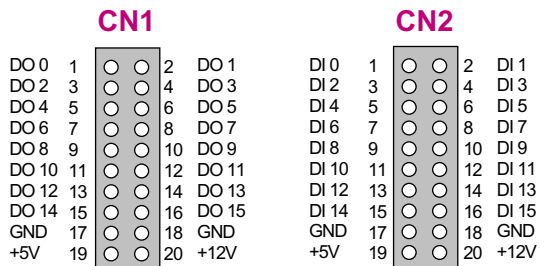 CN1
DO 0 1 2 DO 1
DO 2 3 4 DO 3
DO 4 5 6 DO 5
DO 6 7 8 DO 7
DO 8 9 10 DO 9
DO 10 11 12 DO 11
DO 12 13 14 DO 13
DO 14 15 16 DO 15
GND 17 18 GND
+5V 19 20 +12V
CN2
DI 0 1 2 DI 1
DI 2 3 4 DI 3
DI 4 5 6 DI 5
DI 6 7 8 DI 7
DI 8 9 10 DI 9
DI 10 11 12 DI 11
DI 12 13 14 DI 13
DI 14 15 16 DI 15
GND 17 18 GND
+5V 19 20 +12V